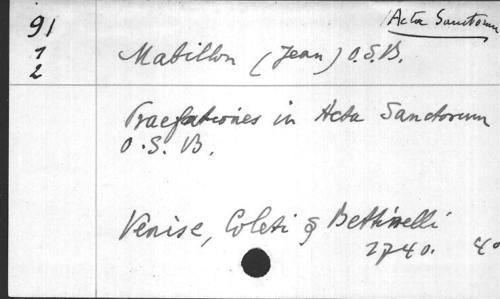 91
1
2
Acta Sanctorum
Mabillon (Jean) O.S.B.
Praefationes in Acta Sanctorum
O.S.B.
Venise, Coleti & Bettinelli
1740. 4°